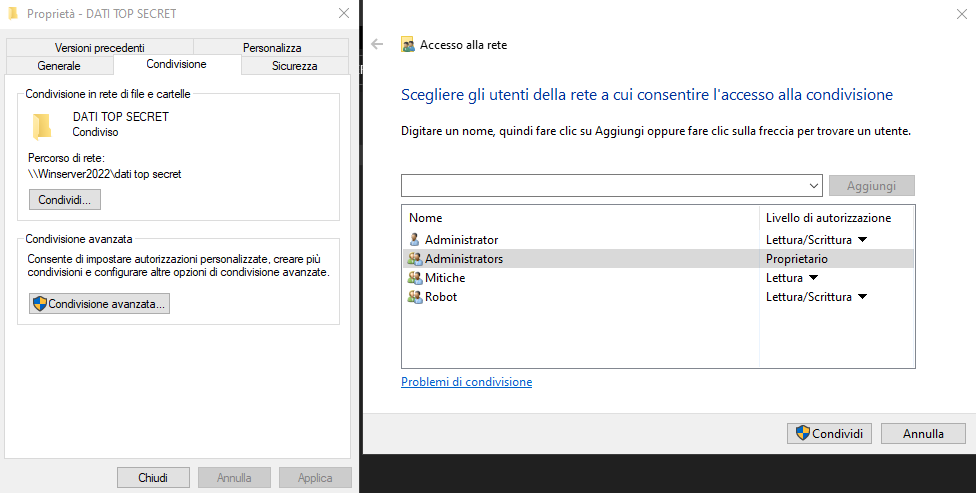 Proprietà - DATI TOP SECRET
Versioni precedenti
Personalizza
Generale
Condivisione
Sicurezza
Condivisione in rete di file e cartelle
DATI TOP SECRET
Condiviso
Percorso di rete:
\\Winserver2022\dati top secret
Condividi...
Condivisione avanzata
Consente di impostare autorizzazioni personalizzate, creare più
condivisioni e configurare altre opzioni di condivisione avanzate.
Condivisione avanzata...
Chiudi
Annulla
Applica
Accesso alla rete
Scegliere gli utenti della rete a cui consentire l'accesso alla condivisione
Digitare un nome, quindi fare clic su Aggiungi oppure fare clic sulla freccia per trovare un utente.
Aggiungi
Nome
Livello di autorizzazione
Administrator
Lettura/Scrittura
Administrators
Proprietario
Mitiche
Lettura
Robot
Lettura/Scrittura
Problemi di condivisione
Condividi
Annulla